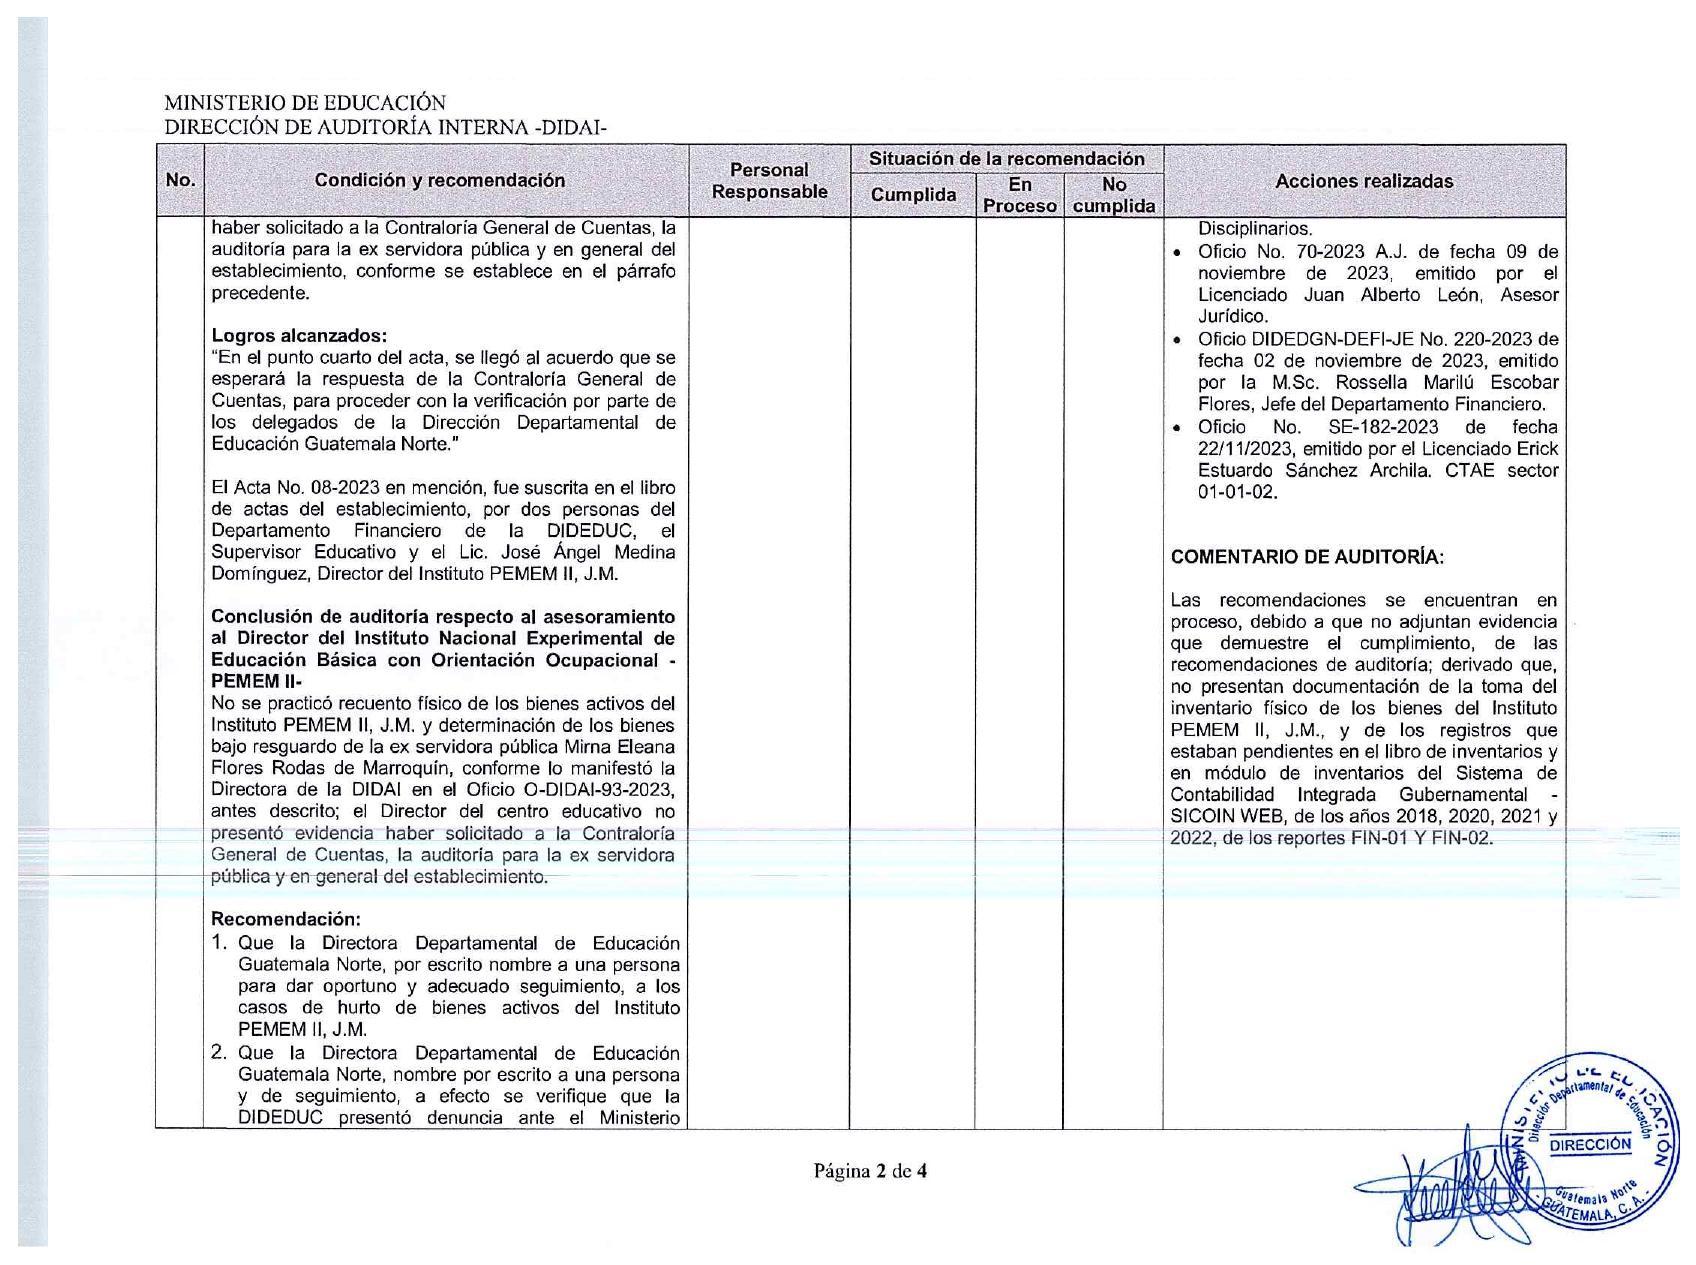 MINISTERIO DE EDUCACIÓN
DIRECCIÓN DE AUDITORÍA INTERNA -DIDAI-
No.
Condición y recomendación
Personal
Responsable
Situación de la recomendación
Cumplida
En
Proceso
No
cumplida
Acciones realizadas
haber solicitado a la Contraloría General de Cuentas, la
auditoría para la ex servidora pública y en general del
establecimiento, conforme se establece en el párrafo
precedente.
Logros alcanzados:
"En el punto cuarto del acta, se llegó al acuerdo que se
esperará la respuesta de la Contraloría General de
Cuentas, para proceder con la verificación por parte de
los delegados de la Dirección Departamental de
Educación Guatemala Norte."
El Acta No. 08-2023 en mención, fue suscrita en el libro
de actas del establecimiento, por dos personas del
Departamento Financiero de la DIDEDUC, el
Supervisor Educativo y el Lic. José Ángel Medina
Domínguez, Director del Instituto PEMEM II, J.M.
Conclusión de auditoría respecto al asesoramiento
al Director del Instituto Nacional Experimental de
Educación Básica con Orientación Ocupacional -
PEMEM II-
No se practicó recuento físico de los bienes activos del
Instituto PEMEM II, J.M. y determinación de los bienes
bajo resguardo de la ex servidora pública Mirna Eleana
Flores Rodas de Marroquín, conforme lo manifestó la
Directora de la DIDAI en el Oficio O-DIDAI-93-2023,
antes descrito; el Director del centro educativo no
presentó evidencia haber solicitado a la Contraloría
General de Cuentas, la auditoría para la ex servidora
pública y en general del establecimiento.
Recomendación:
1. Que la Directora Departamental de Educación
Guatemala Norte, por escrito nombre a una persona
para dar oportuno y adecuado seguimiento, a los
casos de hurto de bienes activos del Instituto
PEMEM II, J.M.
2. Que la Directora Departamental de Educación
Guatemala Norte, nombre por escrito a una persona
y de seguimiento, a efecto se verifique que la
DIDEDUC presentó denuncia ante el Ministerio
Disciplinarios.
• Oficio No. 70-2023 A.J. de fecha 09 de
noviembre de 2023, emitido por el
Licenciado Juan Alberto León, Asesor
Jurídico.
• Oficio DIDEDGN-DEFI-JE No. 220-2023 de
fecha 02 de noviembre de 2023, emitido
por la M.Sc. Rossella Marilú Escobar
Flores, Jefe del Departamento Financiero.
• Oficio No. SE-182-2023 de fecha
22/11/2023, emitido por el Licenciado Erick
Estuardo Sánchez Archila. CTAE sector
01-01-02.
COMENTARIO DE AUDITORÍA:
Las recomendaciones se encuentran en
proceso, debido a que no adjuntan evidencia
que demuestre el cumplimiento, de las
recomendaciones de auditoría; derivado que,
no presentan documentación de la toma del
inventario físico de los bienes del Instituto
PEMEM II, J.M., y de los registros que
estaban pendientes en el libro de inventarios y
en módulo de inventarios del Sistema de
Contabilidad Integrada Gubernamental -
SICOIN WEB, de los años 2018, 2020, 2021 y
2022, de los reportes FIN-01 Y FIN-02.
Página 2 de 4
MINISTERIO DE EDUCACIÓN
Dirección Departamental de Educación
DIRECCIÓN
Guatemala Norte
- GUATEMALA, C. A. -